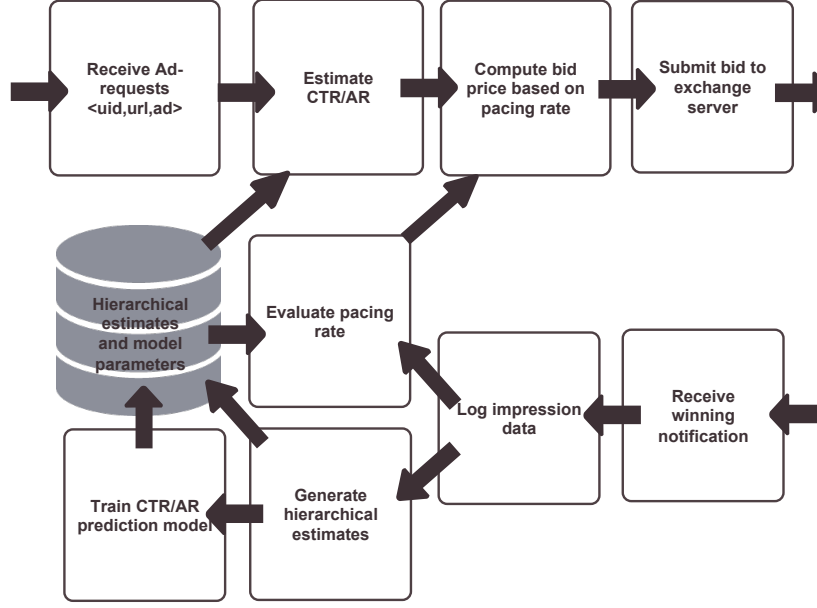 Receive Ad-
requests
<uid,url,ad>
Estimate
CTR/AR
Compute bid
price based on
pacing rate
Submit bid to
exchange
server
Hierarchical
estimates
and model
parameters
Evaluate pacing
rate
Log impression
data
Receive
winning
notification
Train CTR/AR
prediction model
Generate
hierarchical
estimates